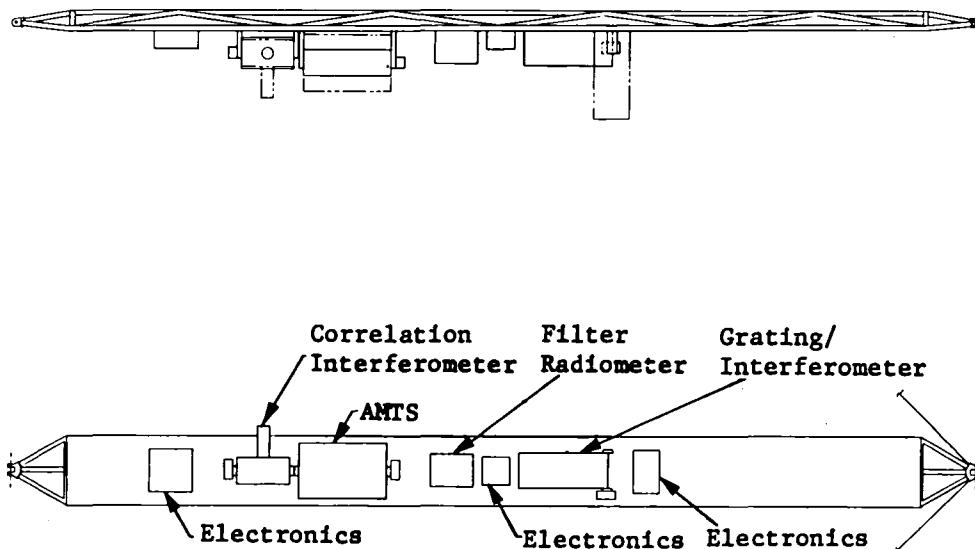 Correlation
Interferometer
Filter
Radiometer
Grating/
Interferometer
AMTS
Electronics
Electronics
Electronics